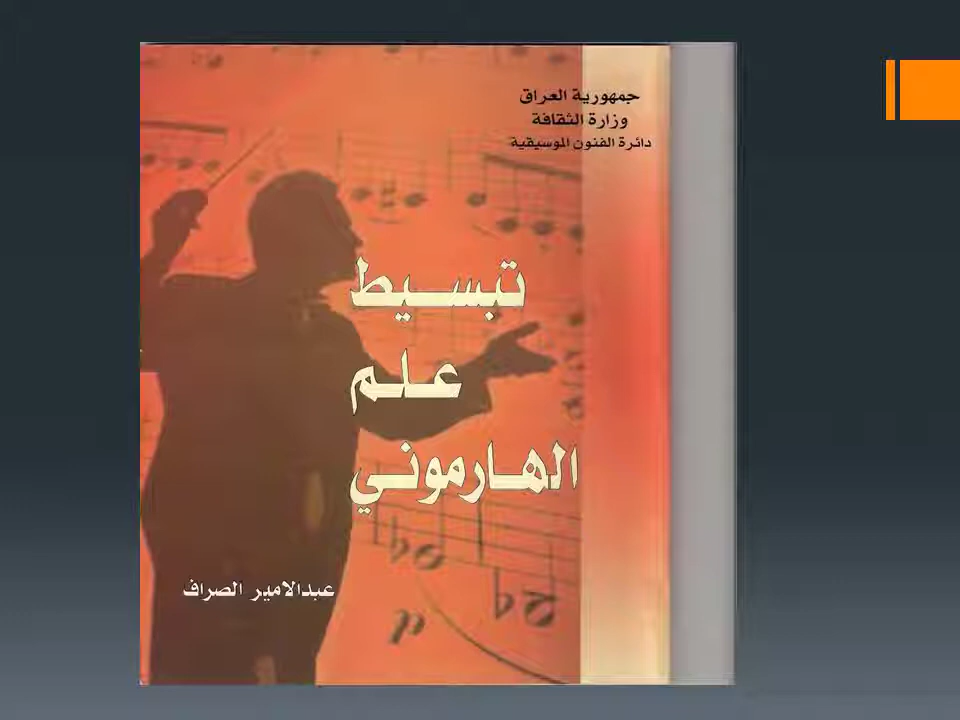 جمهورية العراق
وزارة الثقافة
دائرة الفنون الموسيقية
تبسيط
علم
الهارموني
عبدالامير الصراف